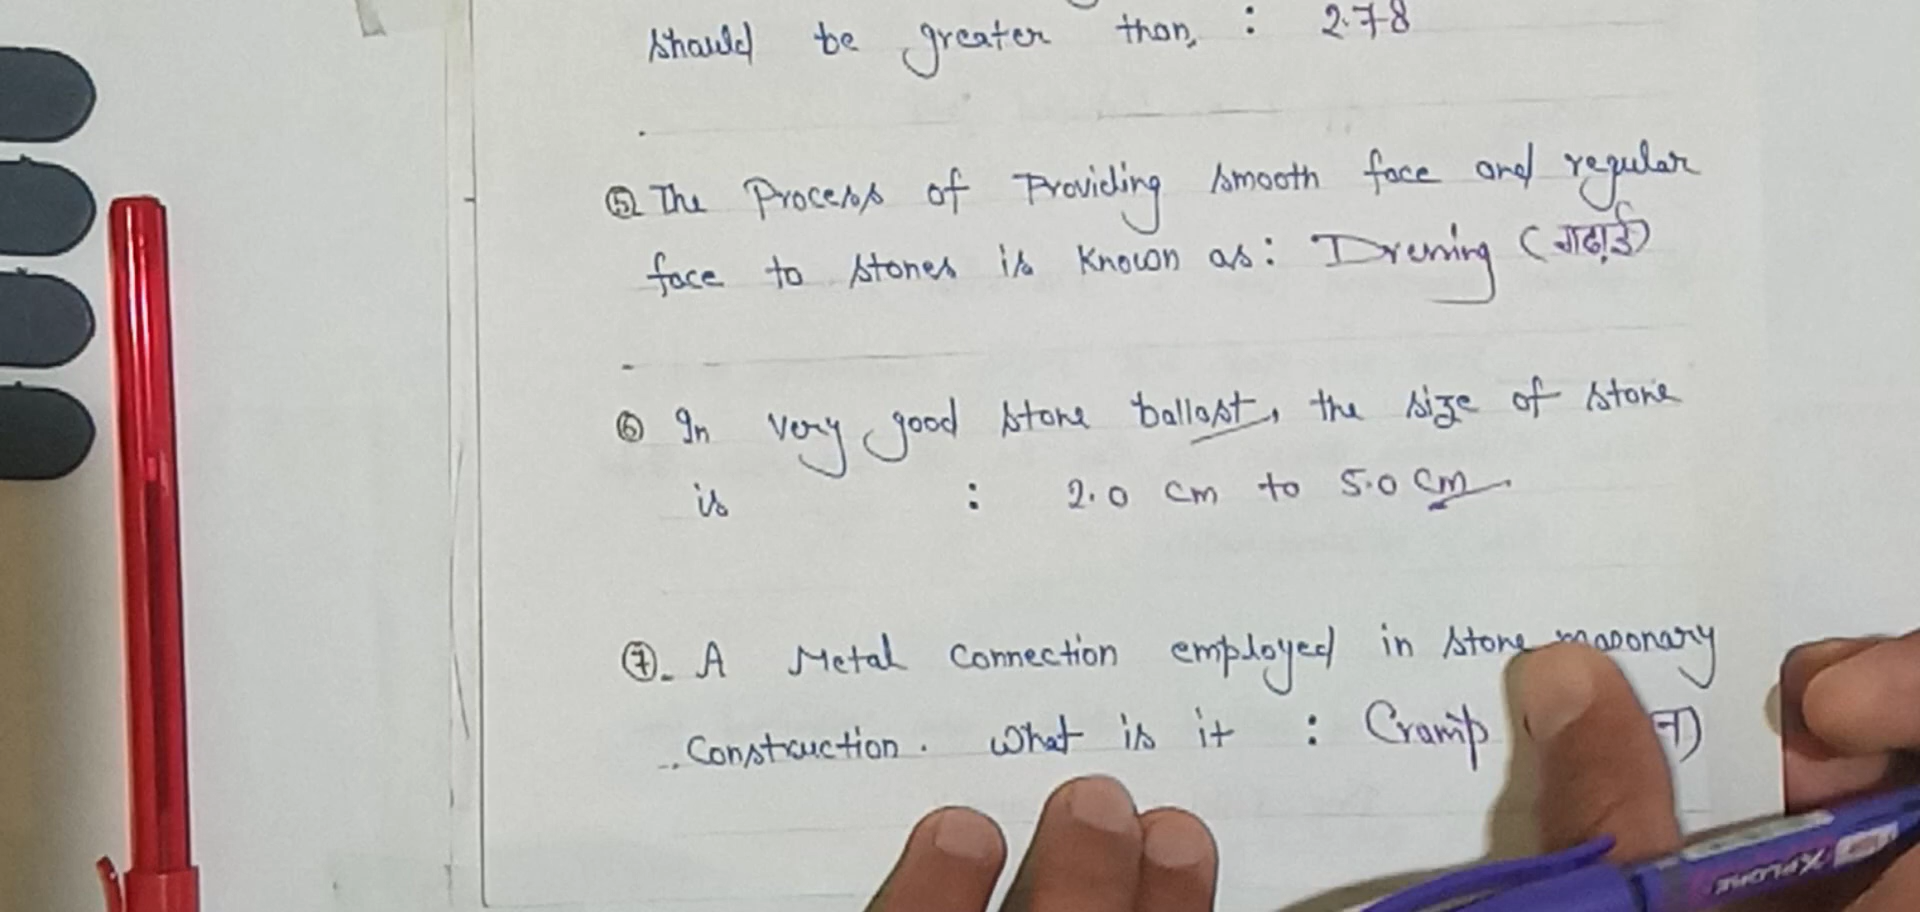 should be greater than, : 2.78
⑤ The Process of Providing smooth face and regular
face to stones is known as : Dressing (गढ़ाई)
⑥ In very good stone ballast, the size of stone
is : 2.0 cm to 5.0 cm.
⑦. A Metal Connection employed in stone masonary
Construction. What is it : Cramp
XPLORE